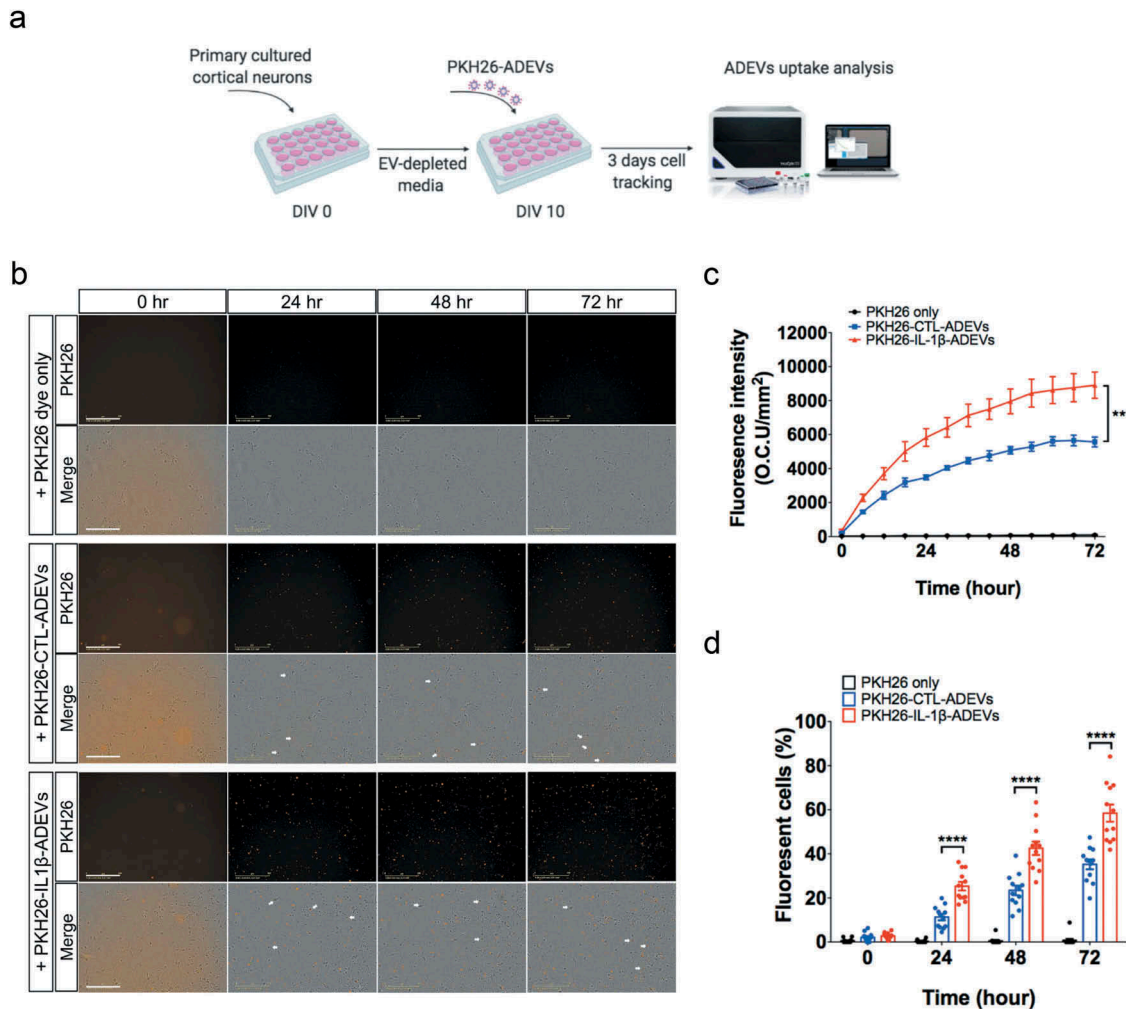 a
Primary cultured
cortical neurons
PKH26-ADEVs
ADEVs uptake analysis
EV-depleted
media
3 days cell
tracking
DIV 0
DIV 10
b
0 hr
24 hr
48 hr
72 hr
+ PKH26 dye only
PKH26
Merge
+ PKH26-CTL-ADEVs
PKH26
Merge
+ PKH26-IL1β-ADEVs
PKH26
Merge
c
PKH26 only
PKH26-CTL-ADEVs
PKH26-IL-1β-ADEVs
Fluoresence intensity
(O.C.U/mm²)
12000
10000
8000
6000
4000
2000
0
**
0
24
48
72
Time (hour)
d
PKH26 only
PKH26-CTL-ADEVs
PKH26-IL-1β-ADEVs
Fluoresent cells (%)
100
80
60
40
20
0
****
****
****
0
24
48
72
Time (hour)